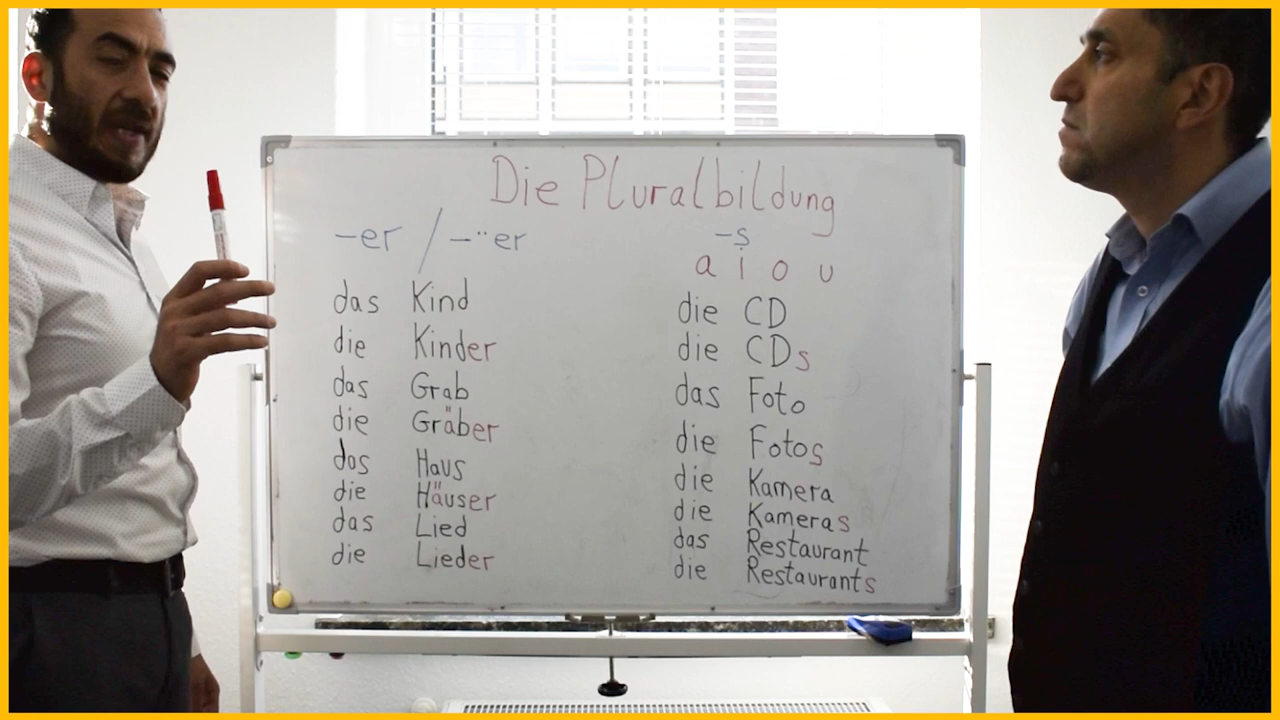 Die Pluralbildung
-er / -¨er
das Kind
die Kinder
das Grab
die Gräber
das Haus
die Häuser
das Lied
die Lieder
-s
a i o u
die CD
die CDs
das Foto
die Fotos
die Kamera
die Kameras
das Restaurant
die Restaurants